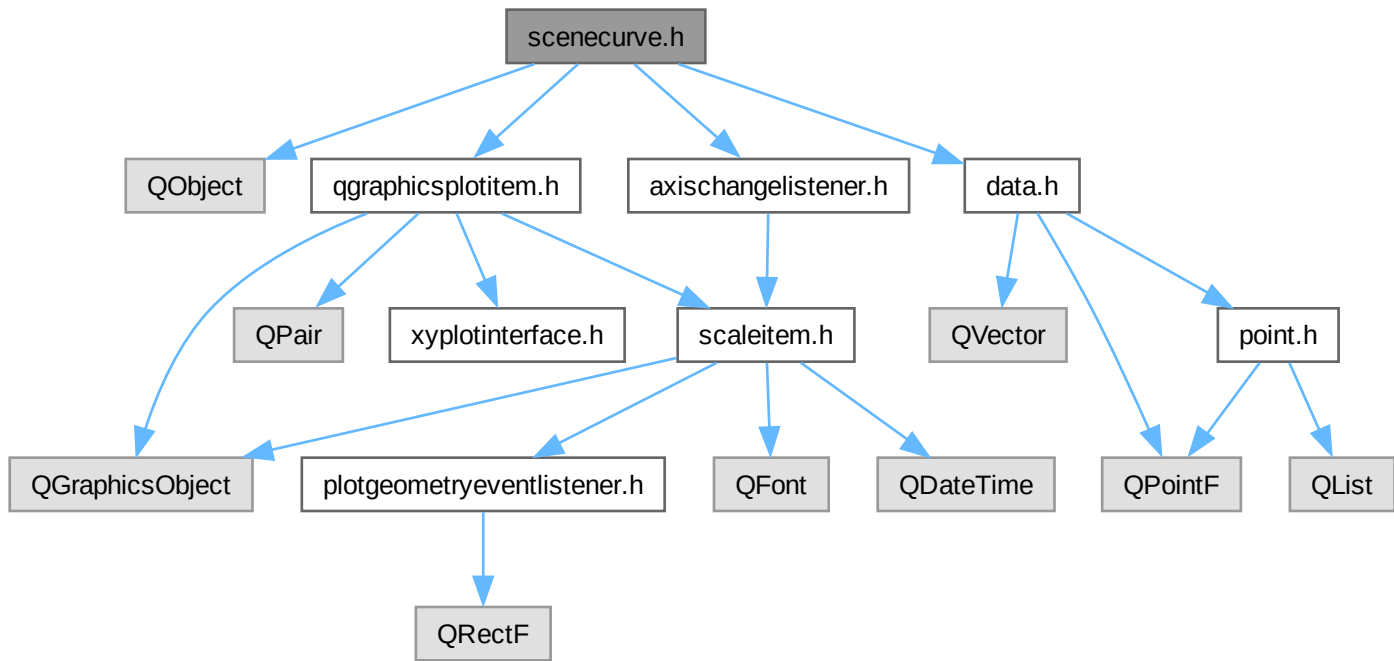 scenecurve.h
QObject
qgraphicsplotitem.h
axischangelistener.h
data.h
QPair
xyplotinterface.h
scaleitem.h
QVector
point.h
QGraphicsObject
plotgeometryeventlistener.h
QFont
QDateTime
QPointF
QList
QRectF